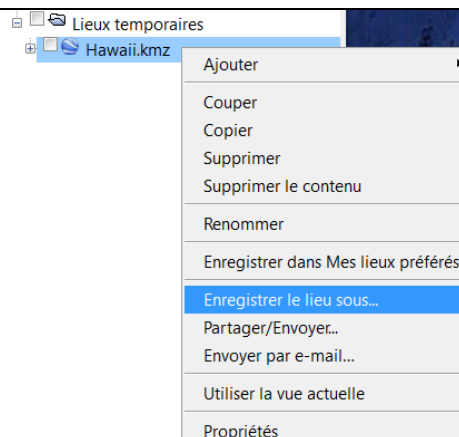 Lieux temporaires
Hawaii.kmz
Ajouter
Couper
Copier
Supprimer
Supprimer le contenu
Renommer
Enregistrer dans Mes lieux préférés
Enregistrer le lieu sous...
Partager/Envoyer...
Envoyer par e-mail...
Utiliser la vue actuelle
Propriétés